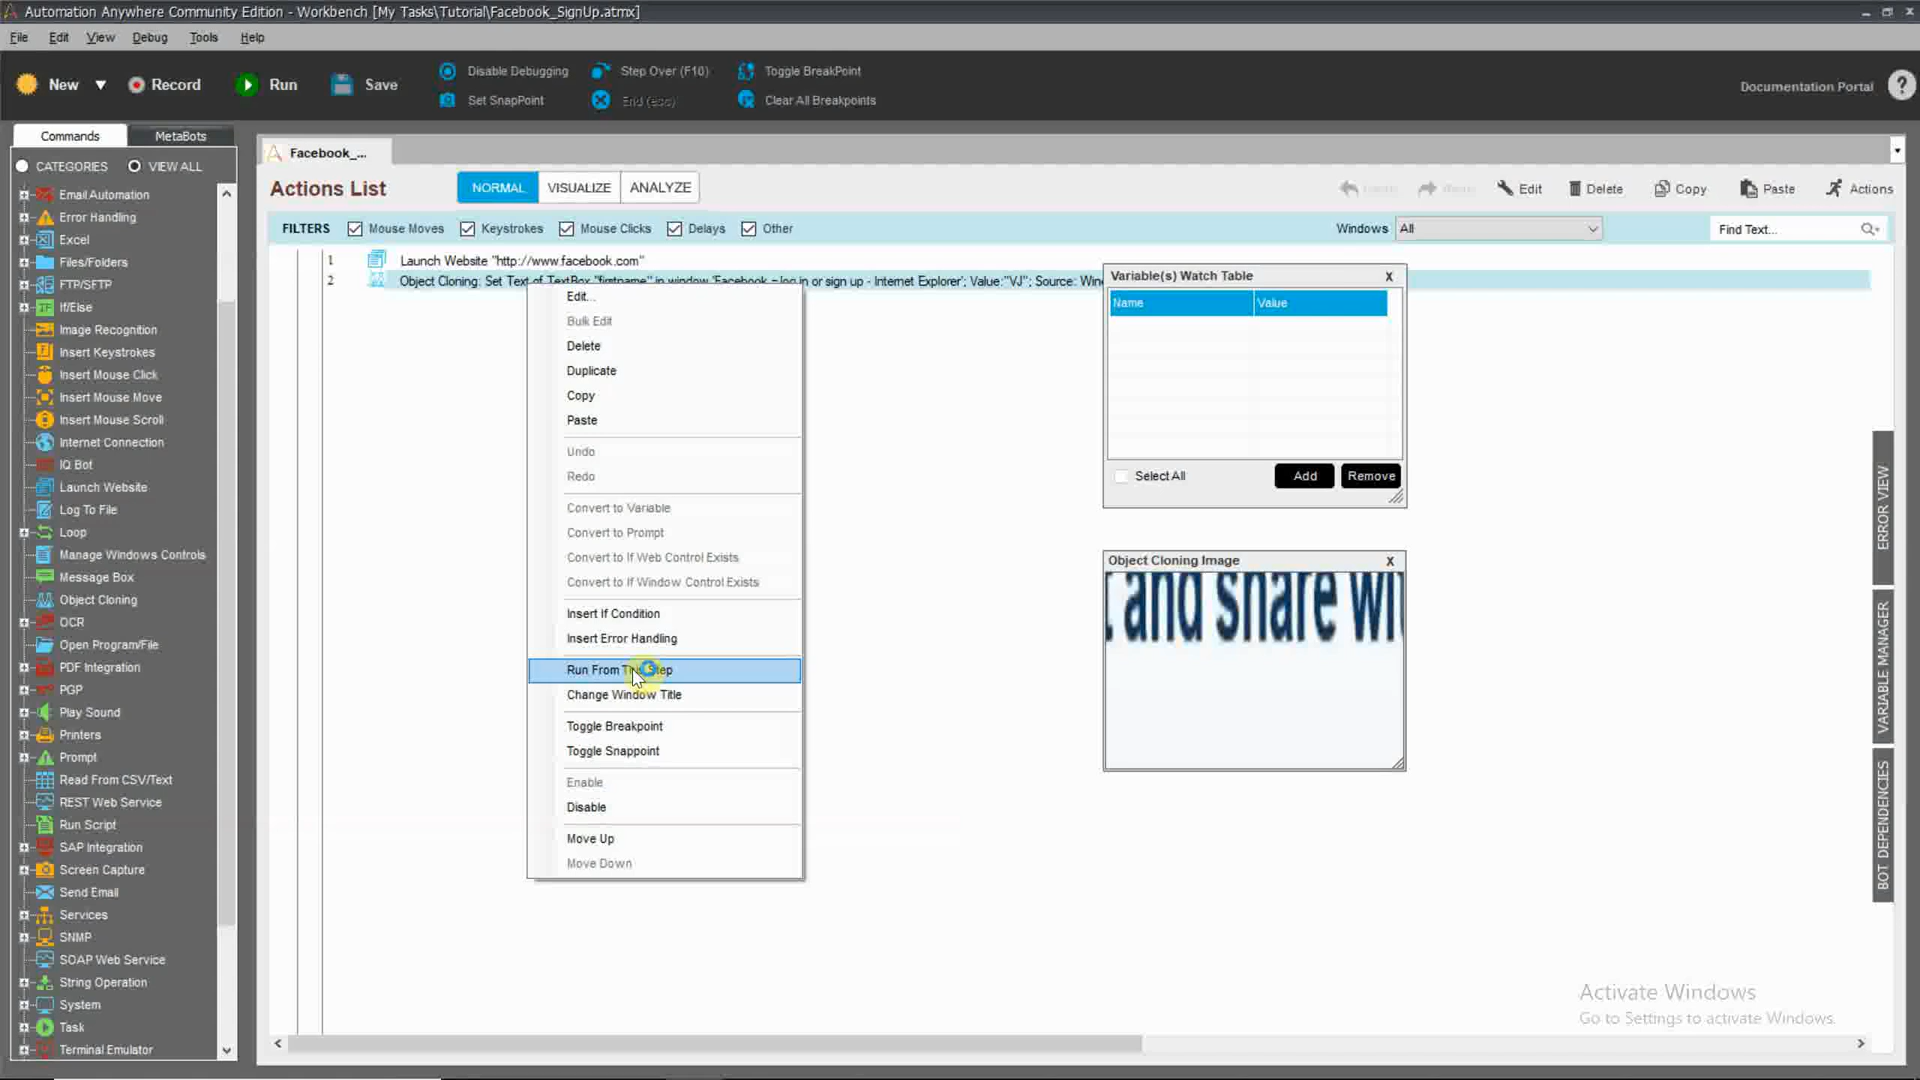 Automation Anywhere Community Edition - Workbench [My Tasks\Tutorial\Facebook_SignUp.atmx]
File Edit View Debug Tools Help
New Record Run Save
Disable Debugging Step Over (F10) Toggle BreakPoint
Set SnapPoint End (esc) Clear All Breakpoints
Documentation Portal ?
Commands MetaBots
CATEGORIES VIEW ALL
Email Automation
Error Handling
Excel
Files/Folders
FTP/SFTP
If/Else
Image Recognition
Insert Keystrokes
Insert Mouse Click
Insert Mouse Move
Insert Mouse Scroll
Internet Connection
IQ Bot
Launch Website
Log To File
Loop
Manage Windows Controls
Message Box
Object Cloning
OCR
Open Program/File
PDF Integration
PGP
Play Sound
Printers
Prompt
Read From CSV/Text
REST Web Service
Run Script
SAP Integration
Screen Capture
Send Email
Services
SNMP
SOAP Web Service
String Operation
System
Task
Terminal Emulator
Facebook_...
Actions List
NORMAL VISUALIZE ANALYZE
Edit Delete Copy Paste Actions
FILTERS Mouse Moves Keystrokes Mouse Clicks Delays Other
Windows All
Find Text...
1 Launch Website "http://www.facebook.com"
2 Object Cloning: Set Text of TextBox "firstname" in window 'Facebook – log in or sign up - Internet Explorer'; Value:"VJ"; Source: Win
Edit...
Bulk Edit
Delete
Duplicate
Copy
Paste
Undo
Redo
Convert to Variable
Convert to Prompt
Convert to If Web Control Exists
Convert to If Window Control Exists
Insert If Condition
Insert Error Handling
Run From This Step
Change Window Title
Toggle Breakpoint
Toggle Snappoint
Enable
Disable
Move Up
Move Down
Variable(s) Watch Table X
Name Value
Select All Add Remove
Object Cloning Image X
t and share wi
ERROR VIEW
VARIABLE MANAGER
BOT DEPENDENCIES
Activate Windows
Go to Settings to activate Windows.